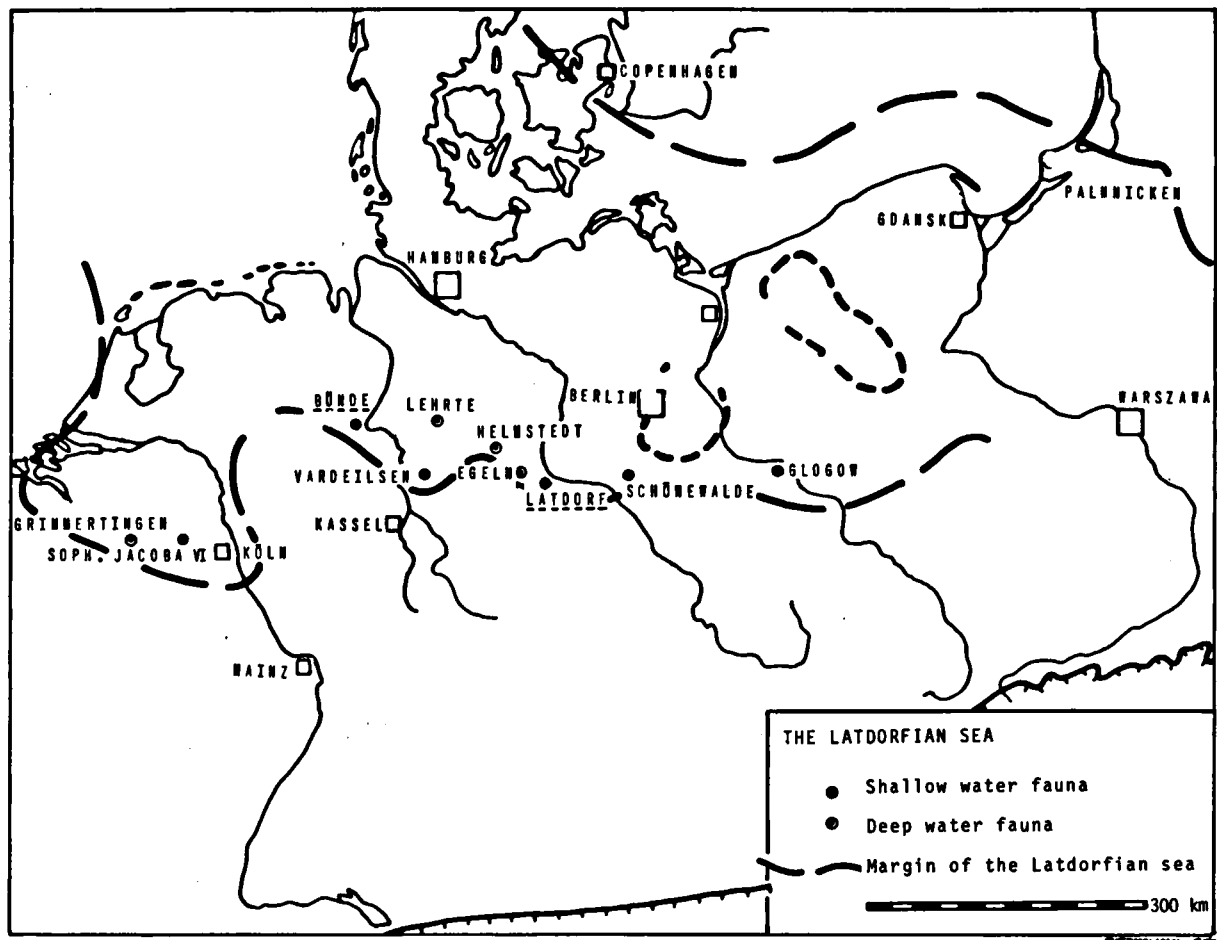 COPENHAGEN
PALMNICKEN
GDANSK
HAMBURG
BÜNDE
LEHRTE
BERLIN
WARSZAWA
HELMSTEDT
VARDEILSEN
EGELN
GLOGOW
LATDORF
SCHÖNEWALDE
GRIMMERTINGEN
KASSEL
SOPH. JACOBA VI
KÖLN
MAINZ
THE LATDORFIAN SEA
Shallow water fauna
Deep water fauna
Margin of the Latdorfian sea
300 km